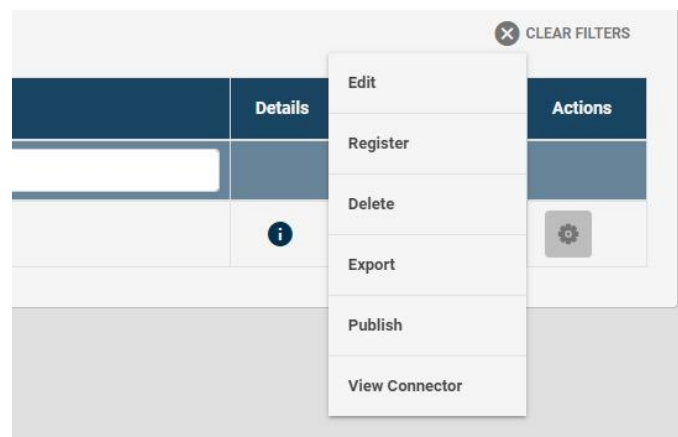 CLEAR FILTERS
Details
Actions
Edit
Register
Delete
Export
Publish
View Connector